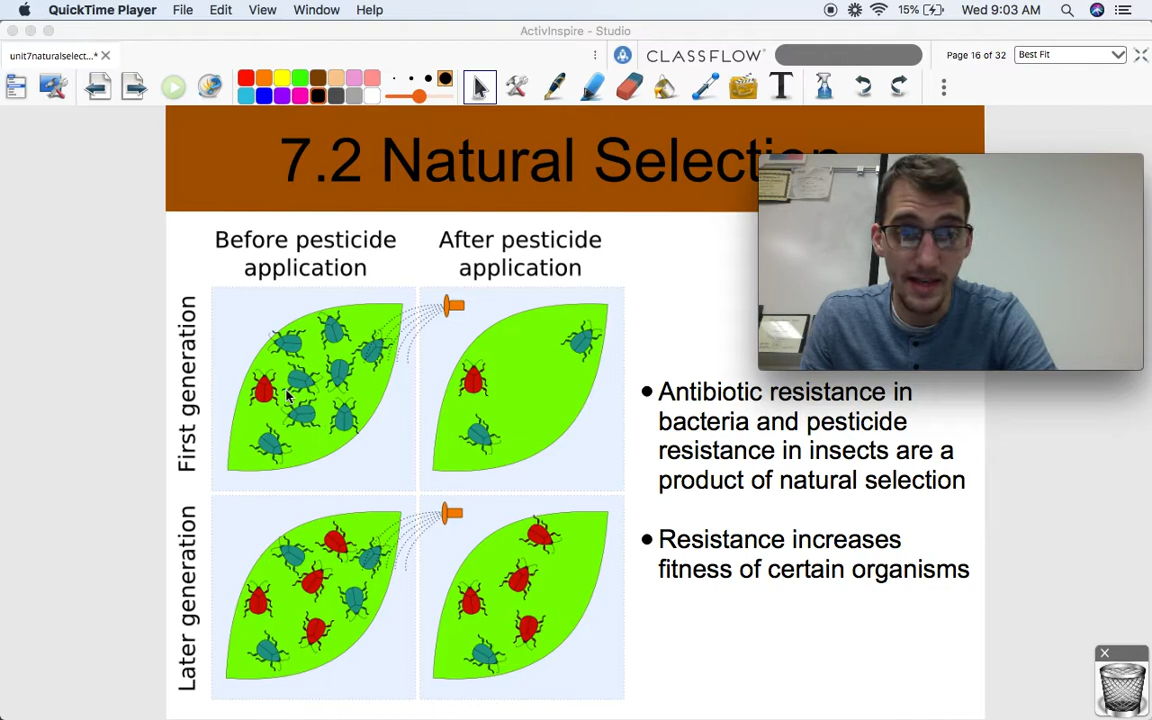 QuickTime Player File Edit View Window Help 15% Wed 9:03 AM
ActivInspire - Studio
unit7naturalselect...*
CLASSFLOW
Page 16 of 32
Best Fit
7.2 Natural Selection
Before pesticide
application
After pesticide
application
First generation
Later generation
Antibiotic resistance in
bacteria and pesticide
resistance in insects are a
product of natural selection
Resistance increases
fitness of certain organisms